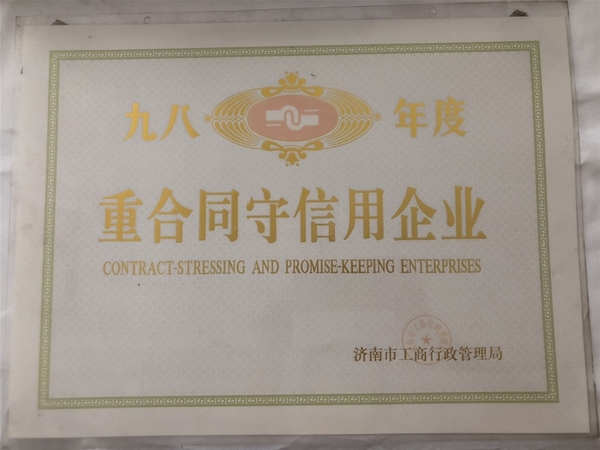 九八 年度
重合同守信用企业
CONTRACT-STRESSING AND PROMISE-KEEPING ENTERPRISES
济南市工商行政管理局